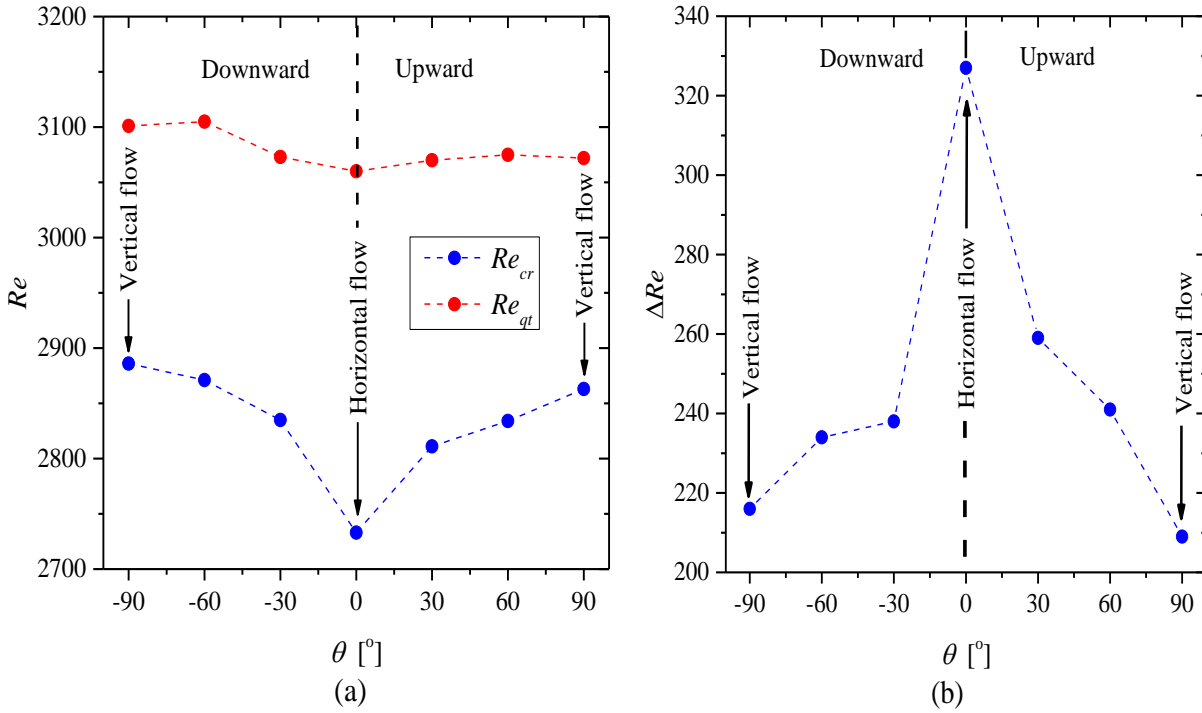 3200
3100
3000
2900
2800
2700
Re
Downward
Upward
Vertical flow
Horizontal flow
Vertical flow
Re_cr
Re_qt
-90 -60 -30 0 30 60 90
θ [°]
(a)
340
320
300
280
260
240
220
200
ΔRe
Downward
Upward
Vertical flow
Horizontal flow
Vertical flow
-90 -60 -30 0 30 60 90
θ [°]
(b)